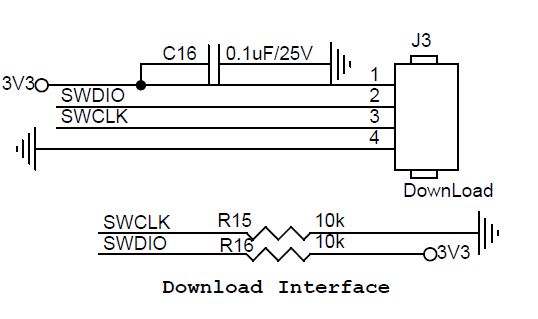 J3
C16 0.1uF/25V
3V3 1
SWDIO 2
SWCLK 3
4
DownLoad
SWCLK R15 10k
SWDIO R16 10k 3V3
Download Interface